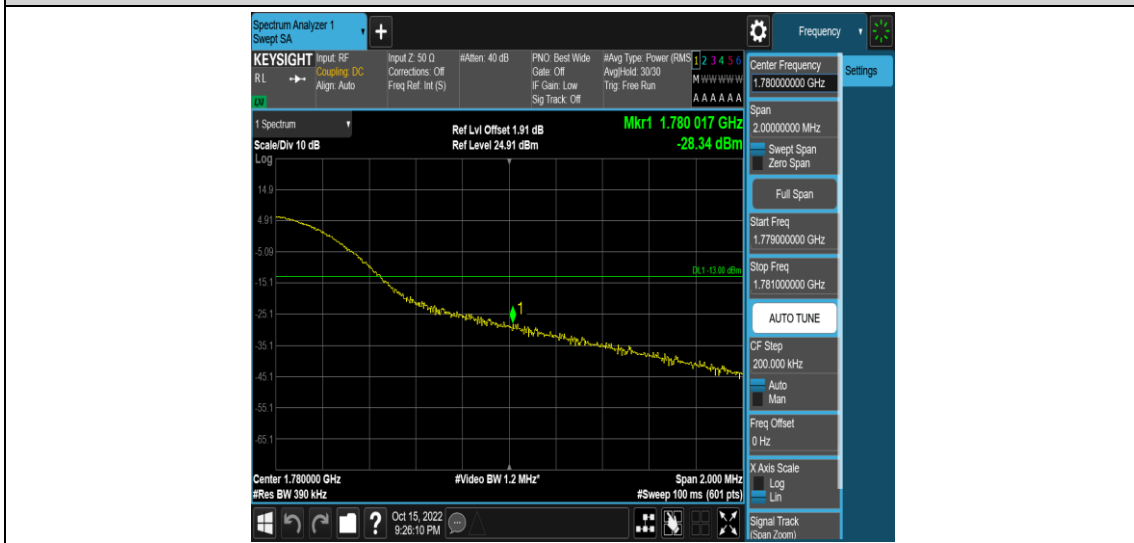 Spectrum Analyzer 1
Swept SA
+
Frequency
KEYSIGHT
RL
LXI
Input: RF
Coupling: DC
Align: Auto
Input Z: 50 Ω
Corrections: Off
Freq Ref: Int (S)
#Atten: 40 dB
PNO: Best Wide
Gate: Off
IF Gain: Low
Sig Track: Off
#Avg Type: Power (RMS
Avg|Hold: 30/30
Trig: Free Run
1 2 3 4 5 6
M W W W W W
A A A A A A
1 Spectrum
Scale/Div 10 dB
Log
Ref Lvl Offset 1.91 dB
Ref Level 24.91 dBm
Mkr1 1.780 017 GHz
-28.34 dBm
14.9
4.91
-5.09
-15.1
-25.1
-35.1
-45.1
-55.1
-65.1
DL1 -13.00 dBm
1
Center 1.780000 GHz
#Res BW 390 kHz
#Video BW 1.2 MHz*
Span 2.000 MHz
#Sweep 100 ms (601 pts)
?
Oct 15, 2022
9:26:10 PM
Center Frequency
1.780000000 GHz
Settings
Span
2.00000000 MHz
Swept Span
Zero Span
Full Span
Start Freq
1.779000000 GHz
Stop Freq
1.781000000 GHz
AUTO TUNE
CF Step
200.000 kHz
Auto
Man
Freq Offset
0 Hz
X Axis Scale
Log
Lin
Signal Track
(Span Zoom)